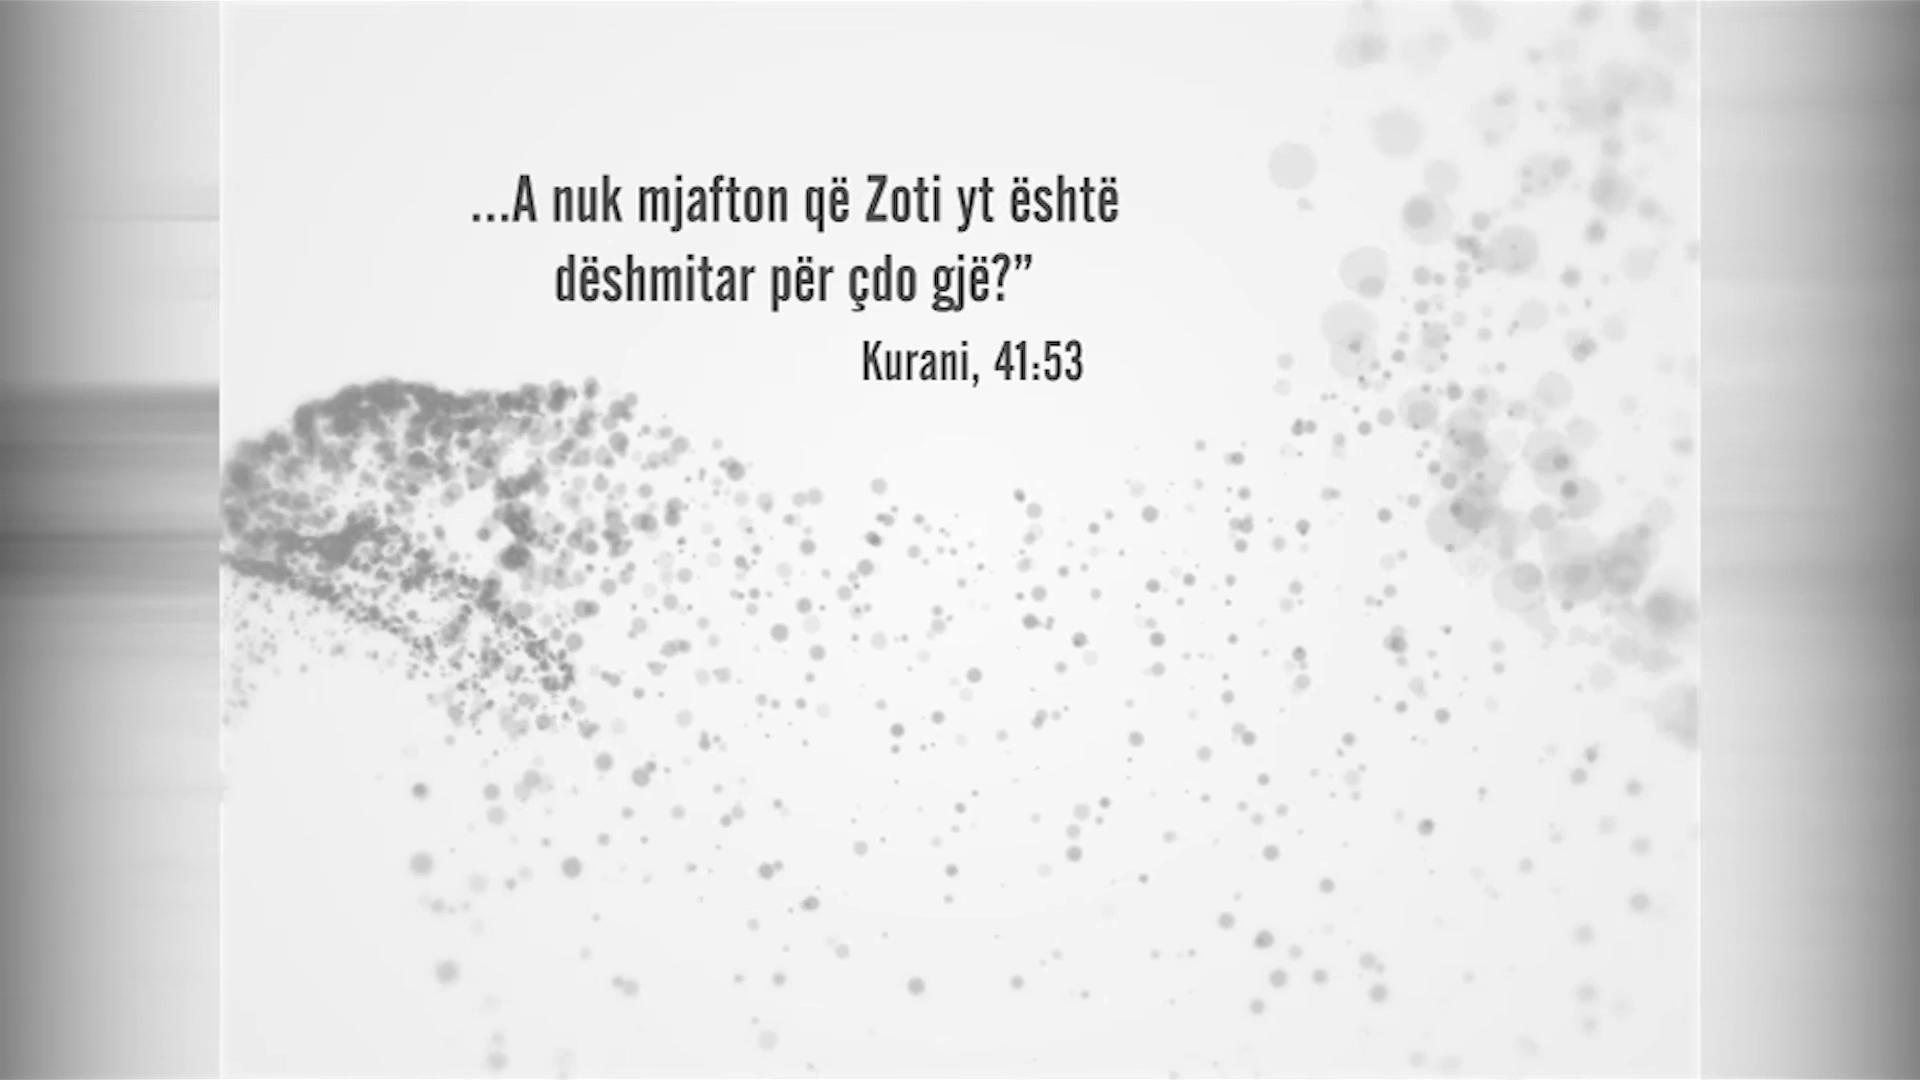 ...A nuk mjafton që Zoti yt është
dëshmitar për çdo gjë?”
Kurani, 41:53